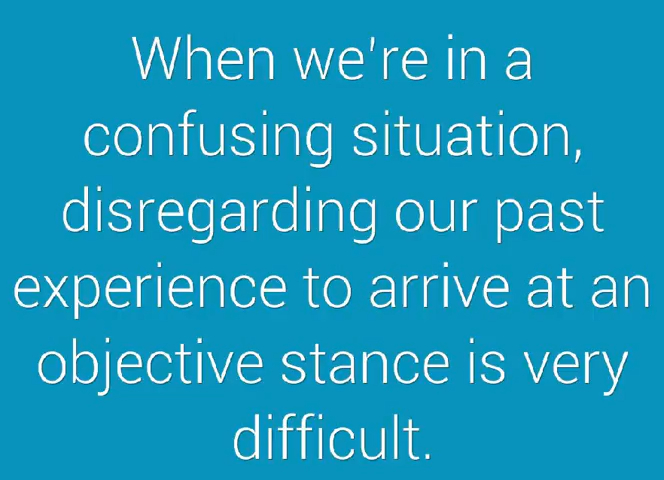 When we're in a
confusing situation,
disregarding our past
experience to arrive at an
objective stance is very
difficult.